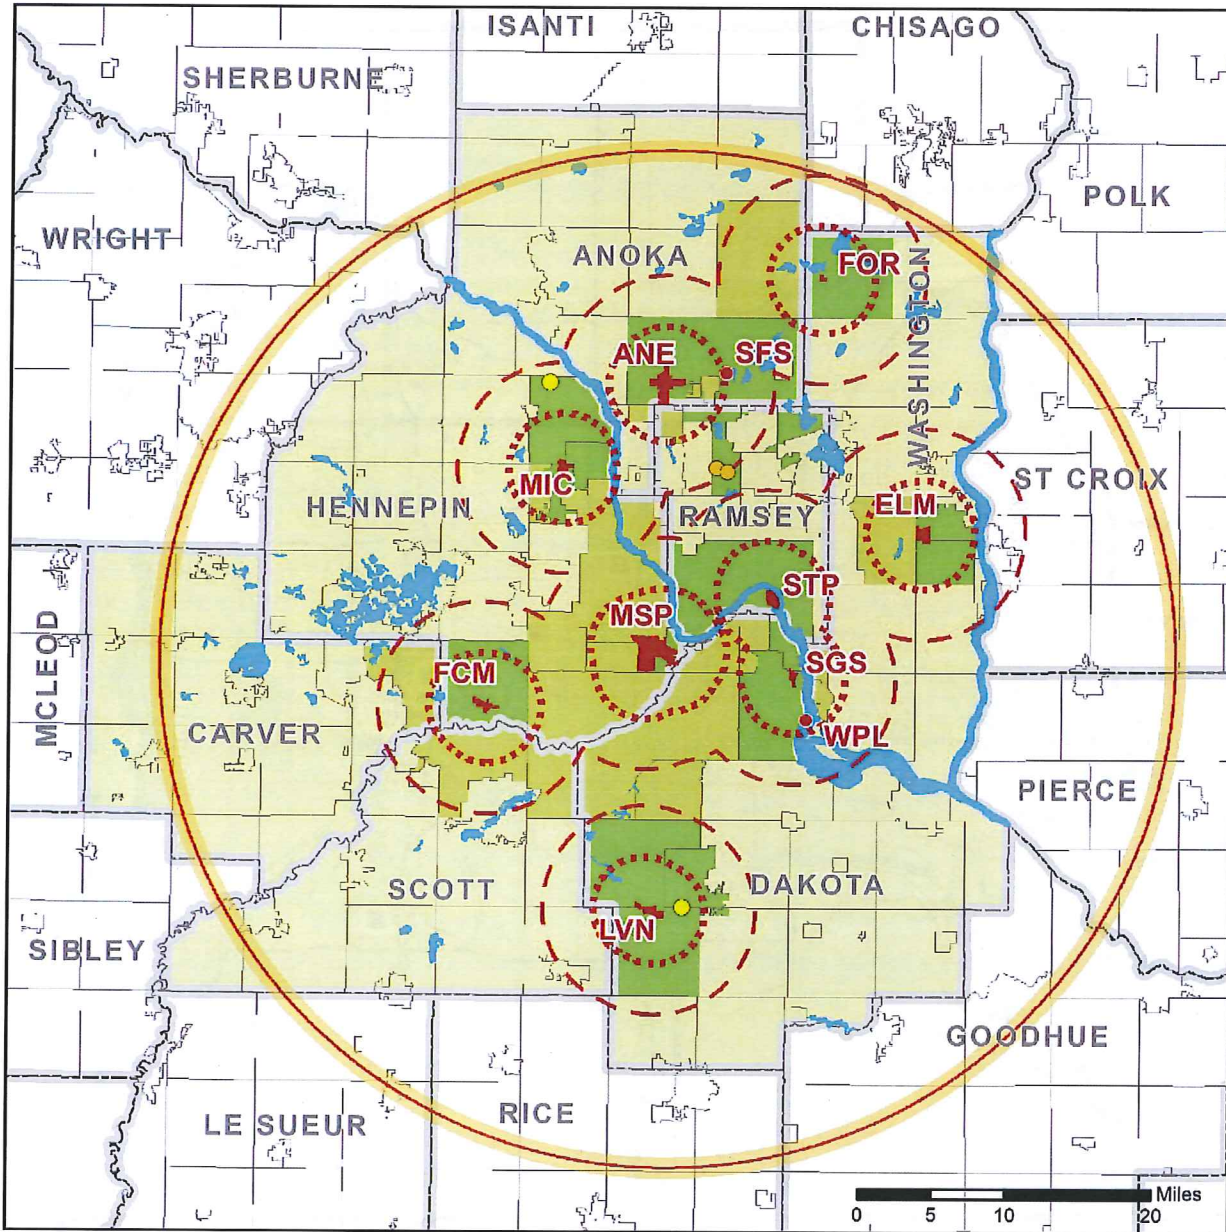 ISANTI
CHISAGO
SHERBURNE
POLK
WRIGHT
ANOKA
FOR
WASHINGTON
ANE
SFS
MIC
HENNEPIN
RAMSEY
ELM
ST CROIX
STP
MSP
SGS
FCM
MCLEOD
CARVER
WPL
PIERCE
SCOTT
DAKOTA
LVN
SIBLEY
GOODHUE
RICE
LE SUEUR
Miles
0 5 10 20